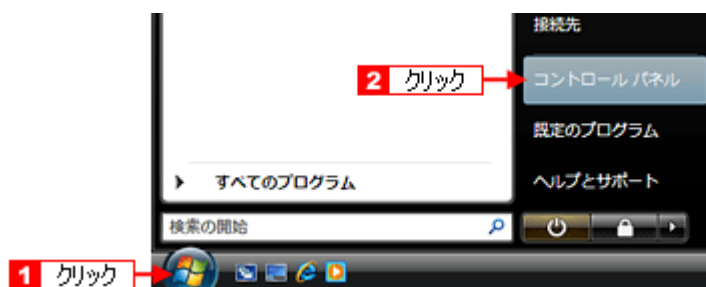 接続先
2 クリック
コントロール パネル
既定のプログラム
すべてのプログラム
ヘルプとサポート
検索の開始
1 クリック